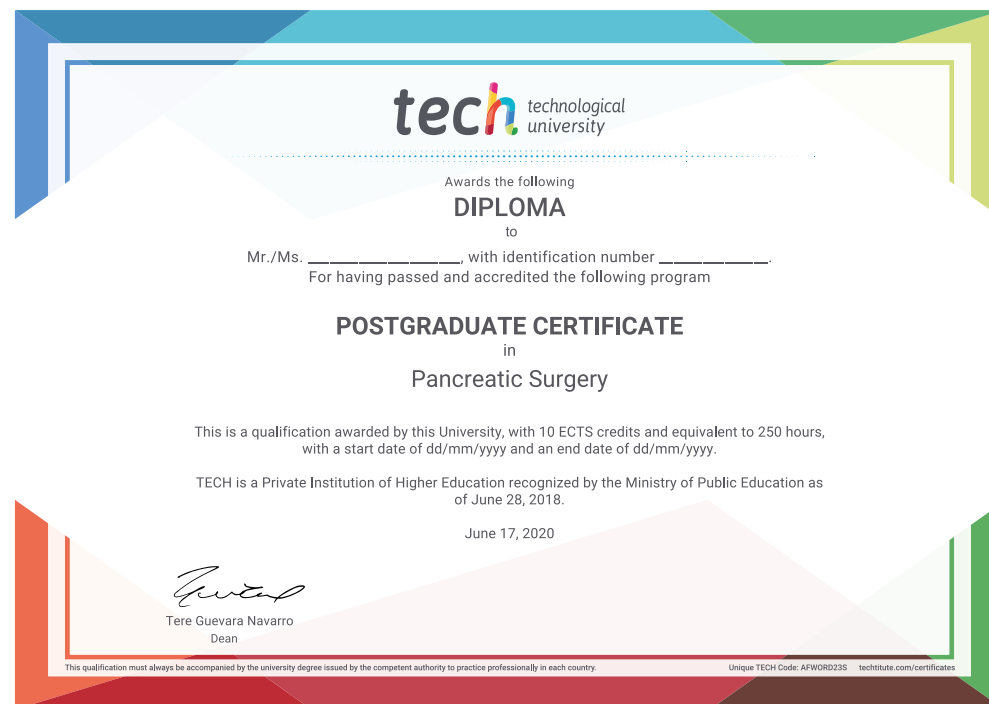 tech technological
university
Awards the following
DIPLOMA
to
Mr./Ms. ____________________, with identification number ______________.
For having passed and accredited the following program
POSTGRADUATE CERTIFICATE
in
Pancreatic Surgery
This is a qualification awarded by this University, with 10 ECTS credits and equivalent to 250 hours,
with a start date of dd/mm/yyyy and an end date of dd/mm/yyyy.
TECH is a Private Institution of Higher Education recognized by the Ministry of Public Education as
of June 28, 2018.
June 17, 2020
Tere Guevara Navarro
Dean
This qualification must always be accompanied by the university degree issued by the competent authority to practice professionally in each country.
Unique TECH Code: AFWORD23S techtitute.com/certificates